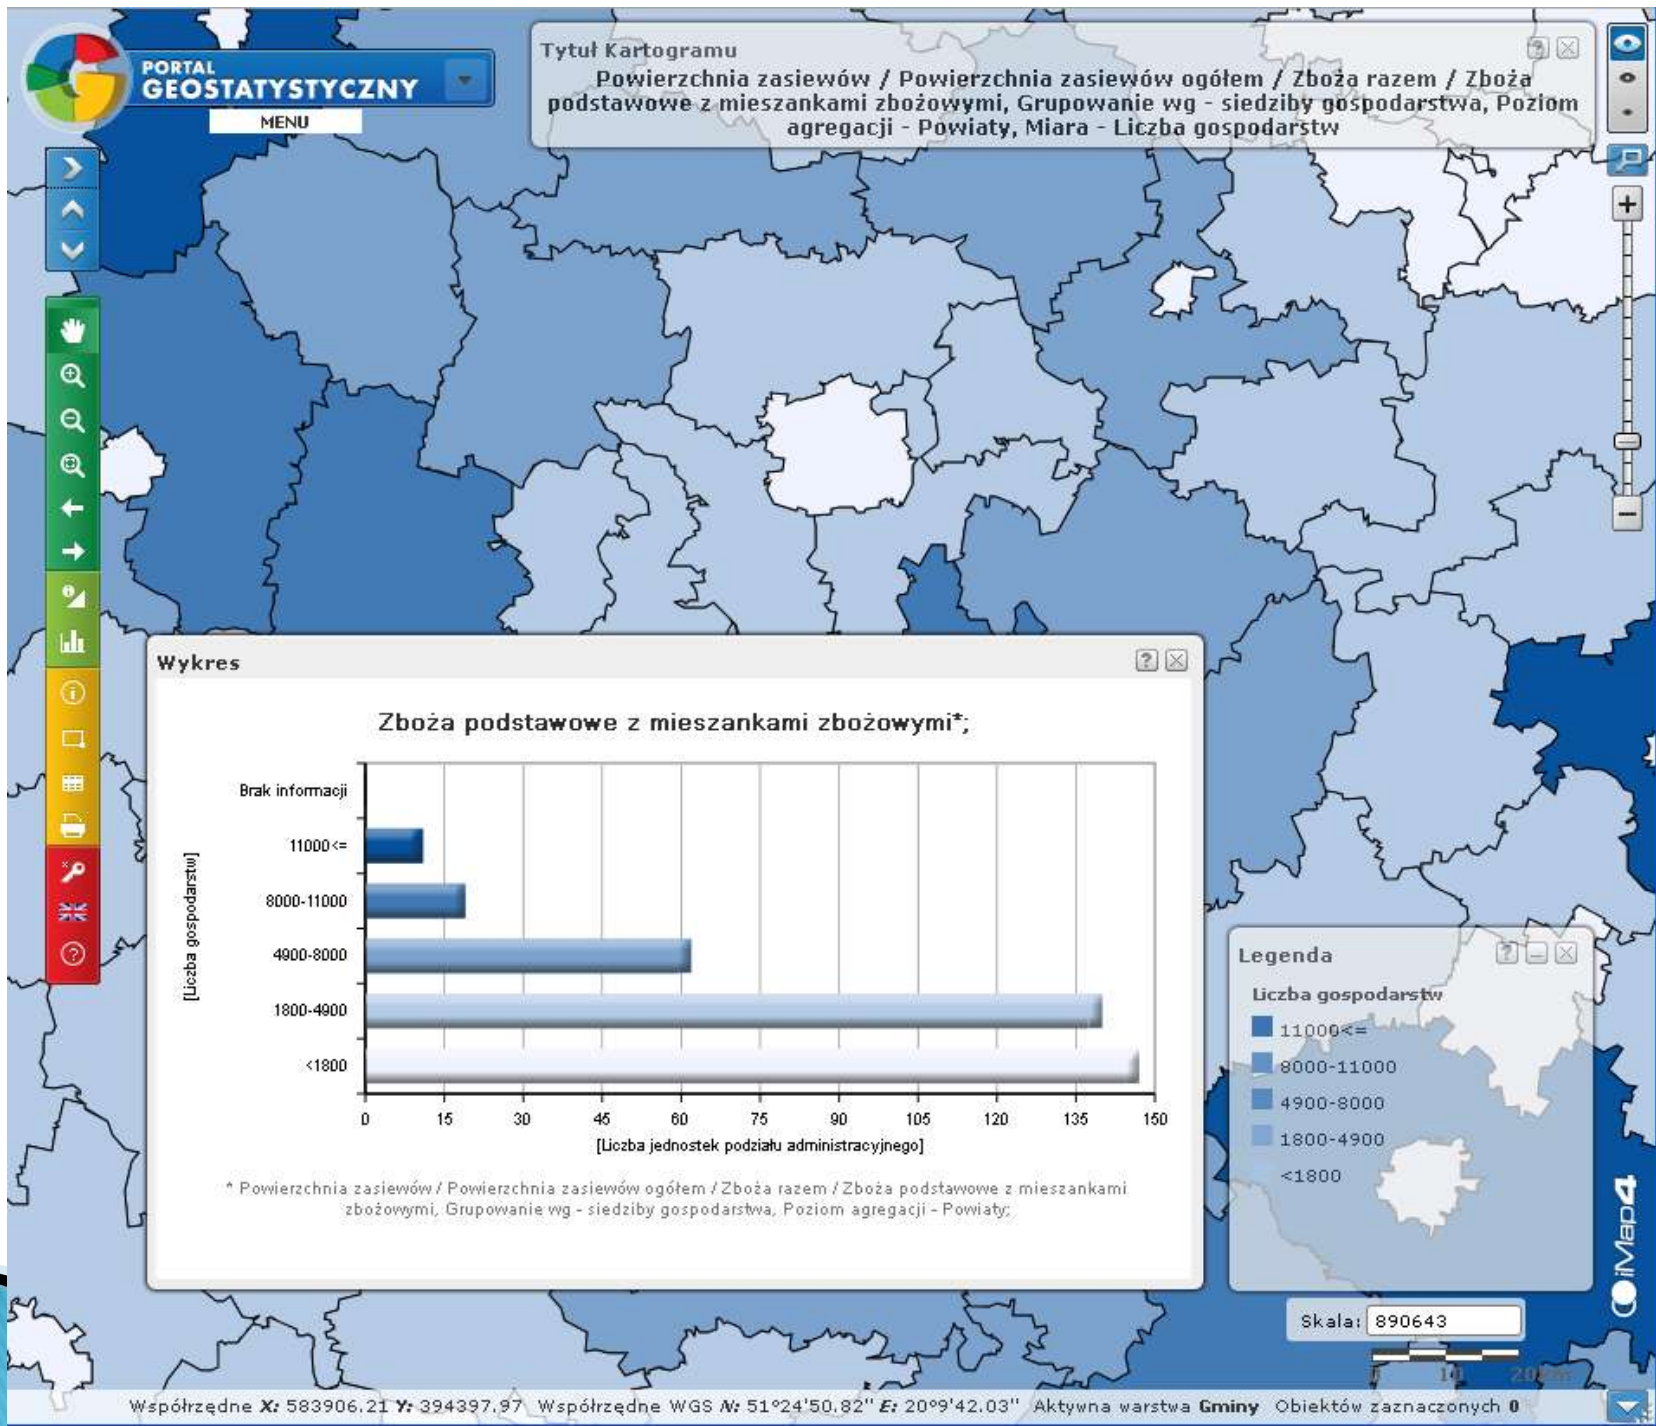 PORTAL
GEOSTATYSTYCZNY
MENU
Tytuł Kartogramu
Powierzchnia zasiewów / Powierzchnia zasiewów ogółem / Zboża razem / Zboża
podstawowe z mieszankami zbożowymi, Grupowanie wg - siedziby gospodarstwa, Poziom
agregacji - Powiaty, Miara - Liczba gospodarstw
Wykres
Zboża podstawowe z mieszankami zbożowymi*;
[Liczba gospodarstw]
Brak informacji
11000<=
8000-11000
4900-8000
1800-4900
<1800
0 15 30 45 60 75 90 105 120 135 150
[Liczba jednostek podziału administracyjnego]
* Powierzchnia zasiewów / Powierzchnia zasiewów ogółem / Zboża razem / Zboża podstawowe z mieszankami
zbożowymi, Grupowanie wg - siedziby gospodarstwa, Poziom agregacji - Powiaty;
Legenda
Liczba gospodarstw
11000<=
8000-11000
4900-8000
1800-4900
<1800
iMap4
Skala: 890643
0 10 20km
Współrzędne X: 583906.21 Y: 394397.97 Współrzędne WGS N: 51°24'50.82" E: 20°9'42.03" Aktywna warstwa Gminy Obiektów zaznaczonych 0